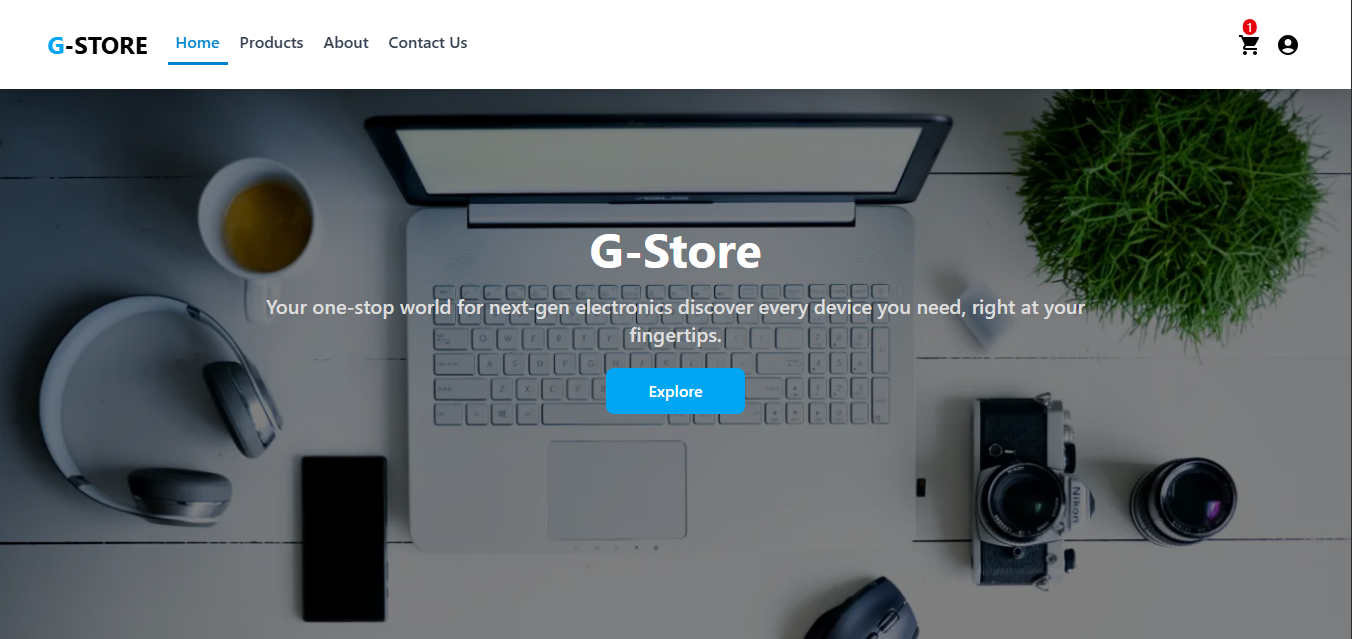 G-STORE
Home
Products
About
Contact Us
1
G-Store
Your one-stop world for next-gen electronics discover every device you need, right at your
fingertips.
Explore
Nikon